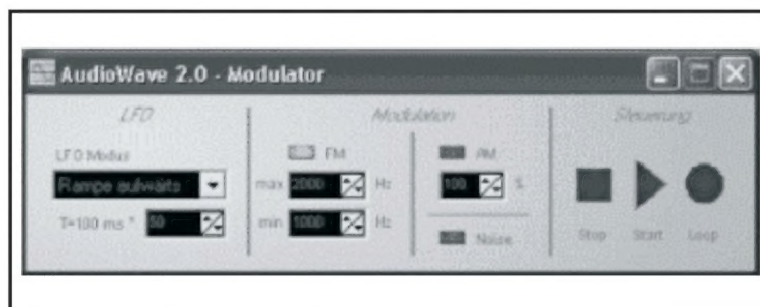 AudioWave 2.0 - Modulator
LFO
Modulation
Steuerung
LFO Modus
Rampe aufwärts
T=100 ms * 50
FM
max 2000 Hz
min 1000 Hz
AM
100 %
Noise
Stop
Start
Loop